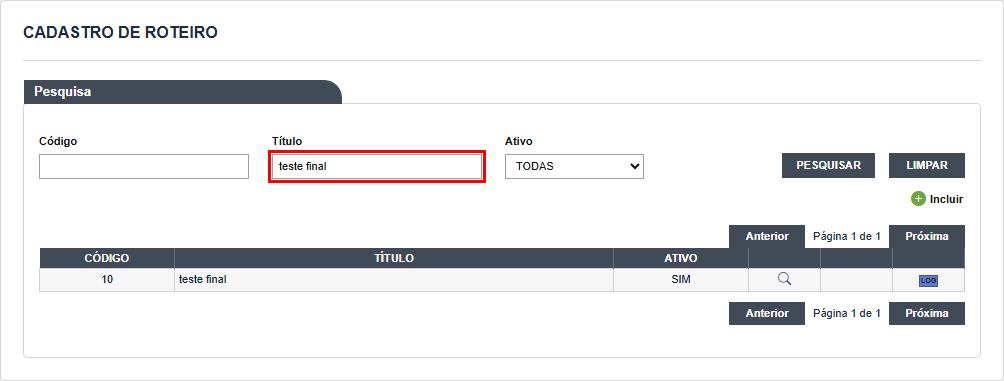 CADASTRO DE ROTEIRO
Pesquisa
Código Título Ativo
teste final TODAS PESQUISAR LIMPAR
Incluir
Anterior Página 1 de 1 Próxima
CÓDIGO TÍTULO ATIVO
10 teste final SIM LOG
Anterior Página 1 de 1 Próxima